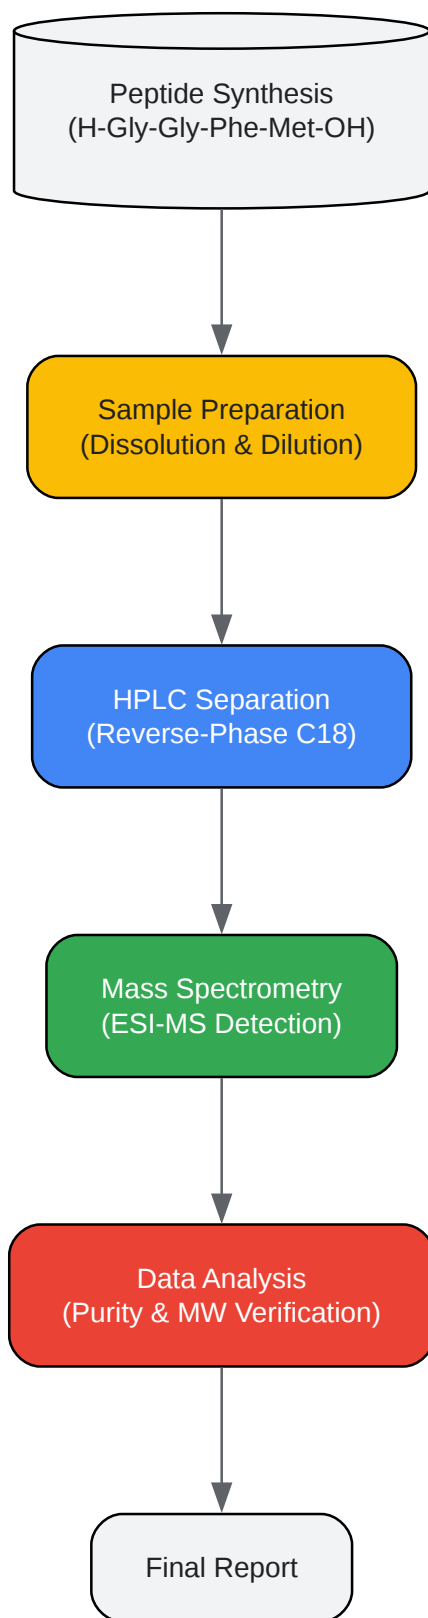 Peptide Synthesis
(H-Gly-Gly-Phe-Met-OH)
Sample Preparation
(Dissolution & Dilution)
HPLC Separation
(Reverse-Phase C18)
Mass Spectrometry
(ESI-MS Detection)
Data Analysis
(Purity & MW Verification)
Final Report